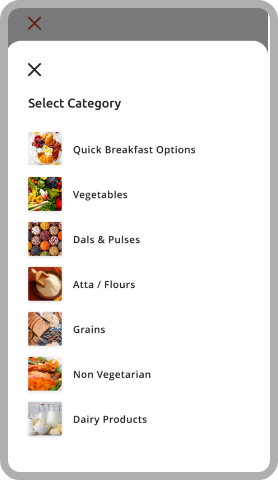 Select Category
Quick Breakfast Options
Vegetables
Dals & Pulses
Atta / Flours
Grains
Non Vegetarian
Dairy Products